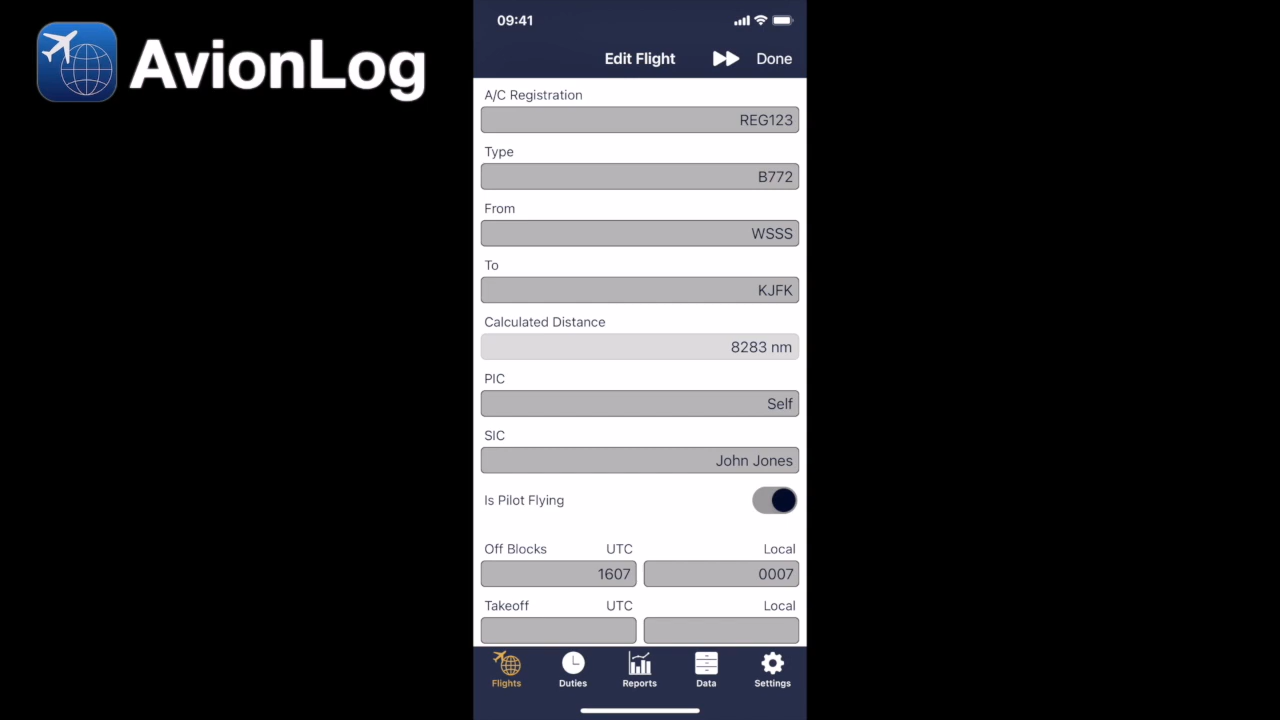 AvionLog
09:41
Edit Flight
Done
A/C Registration
REG123
Type
B772
From
WSSS
To
KJFK
Calculated Distance
8283 nm
PIC
Self
SIC
John Jones
Is Pilot Flying
Off Blocks UTC Local
1607 0007
Takeoff UTC Local
Flights Duties Reports Data Settings